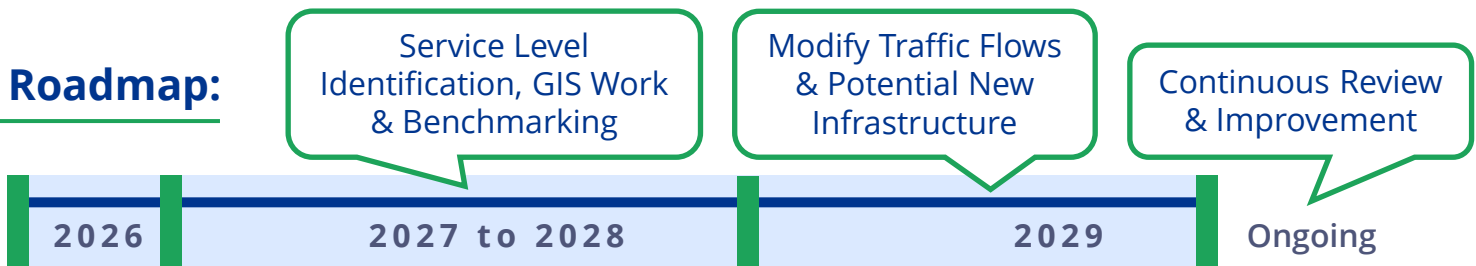 Roadmap:
Service Level
Identification, GIS Work
& Benchmarking
Modify Traffic Flows
& Potential New
Infrastructure
Continuous Review
& Improvement
2026
2027 to 2028
2029
Ongoing